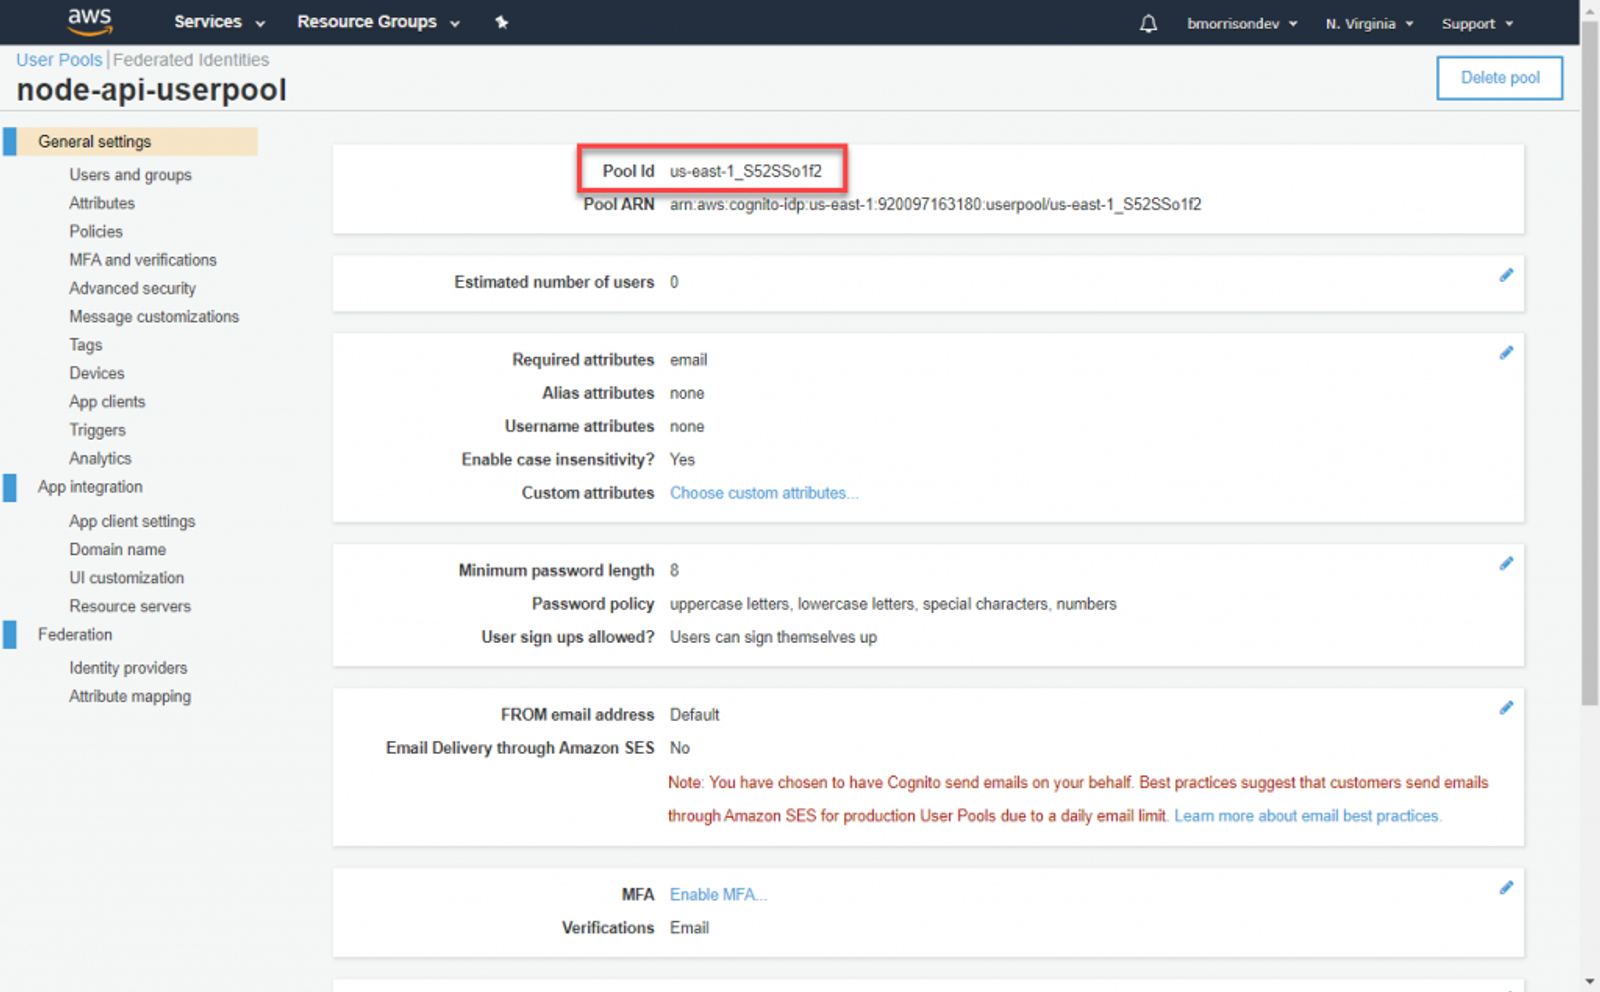 aws Services Resource Groups bmorrisondev N. Virginia Support
User Pools | Federated Identities
node-api-userpool
Delete pool
General settings
Users and groups
Attributes
Policies
MFA and verifications
Advanced security
Message customizations
Tags
Devices
App clients
Triggers
Analytics
App integration
App client settings
Domain name
UI customization
Resource servers
Federation
Identity providers
Attribute mapping
Pool Id us-east-1_S52SSo1f2
Pool ARN arn:aws:cognito-idp:us-east-1:920097163180:userpool/us-east-1_S52SSo1f2
Estimated number of users 0
Required attributes email
Alias attributes none
Username attributes none
Enable case insensitivity? Yes
Custom attributes Choose custom attributes...
Minimum password length 8
Password policy uppercase letters, lowercase letters, special characters, numbers
User sign ups allowed? Users can sign themselves up
FROM email address Default
Email Delivery through Amazon SES No
Note: You have chosen to have Cognito send emails on your behalf. Best practices suggest that customers send emails
through Amazon SES for production User Pools due to a daily email limit. Learn more about email best practices.
MFA Enable MFA...
Verifications Email